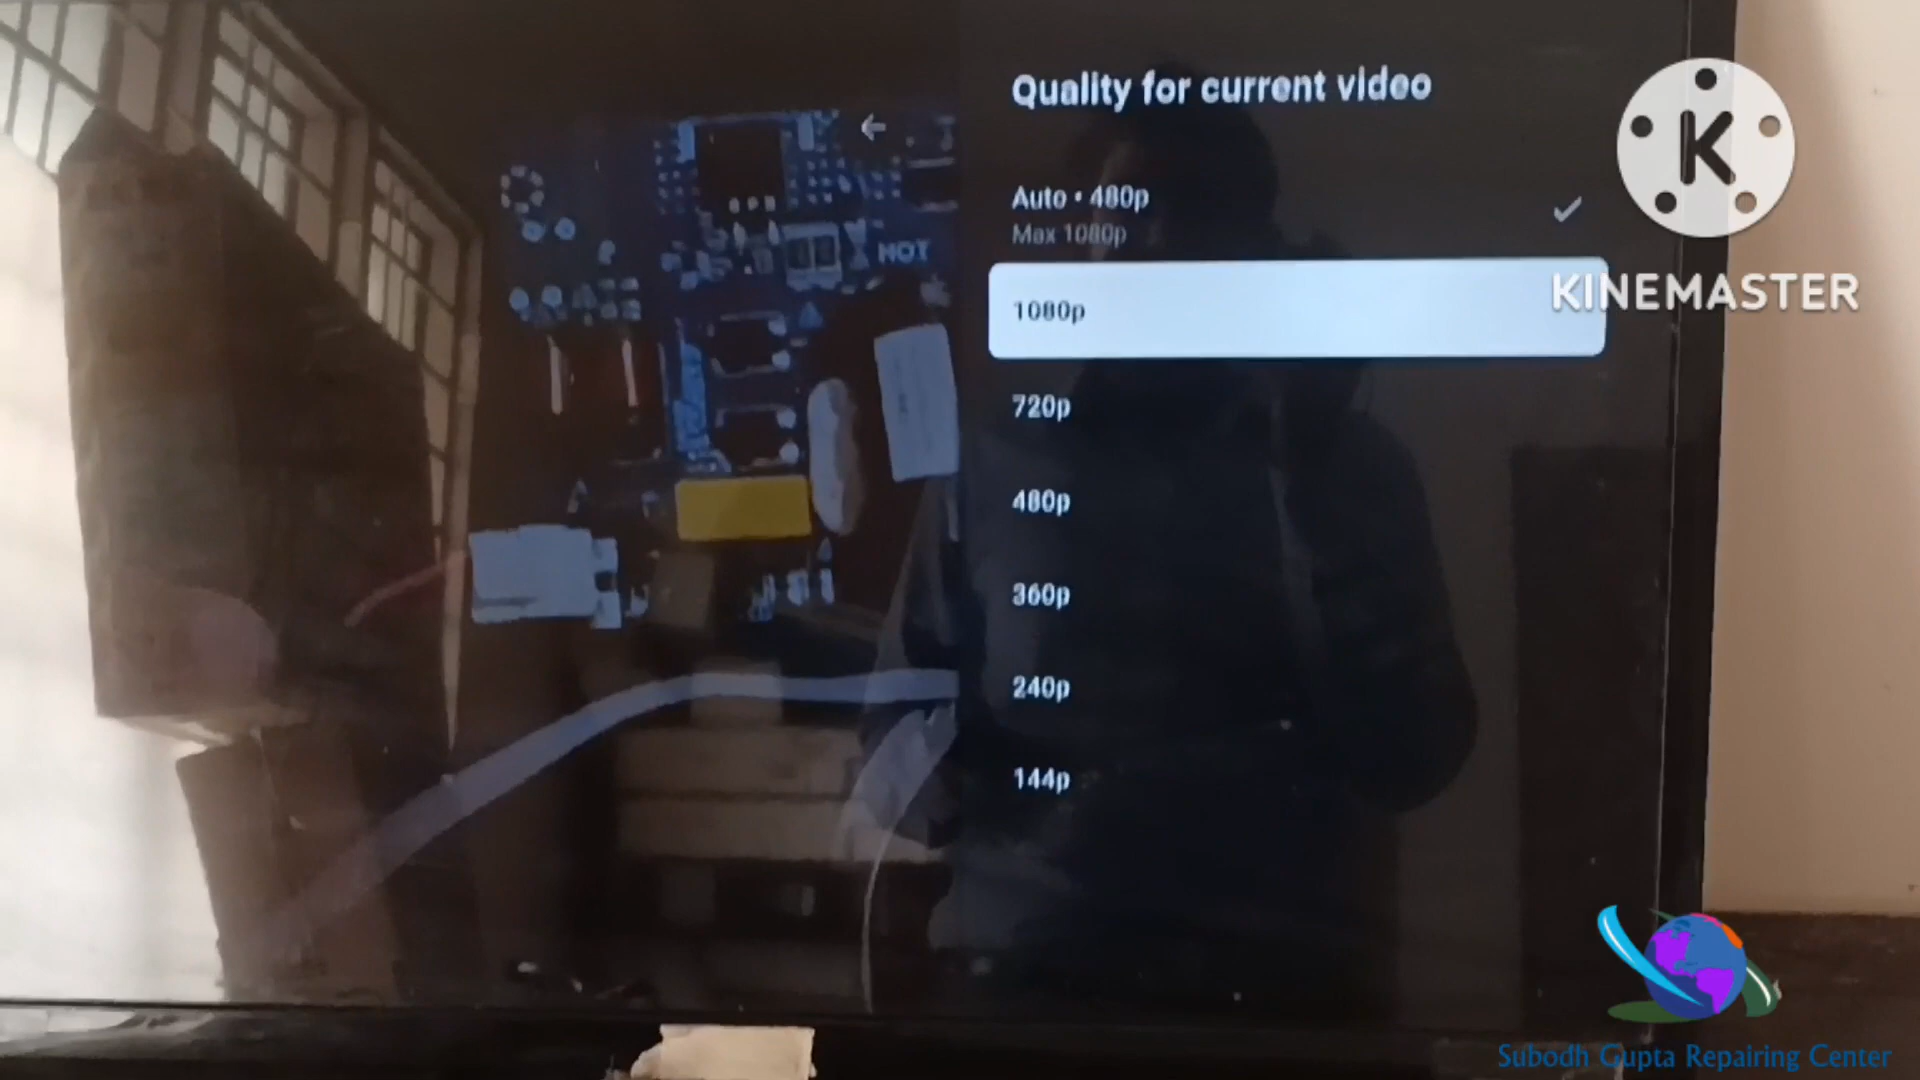 Quality for current video
Auto • 480p
Max 1080p
1080p
720p
480p
360p
240p
144p
HOT
K
KINEMASTER
Subodh Gupta Repairing Center